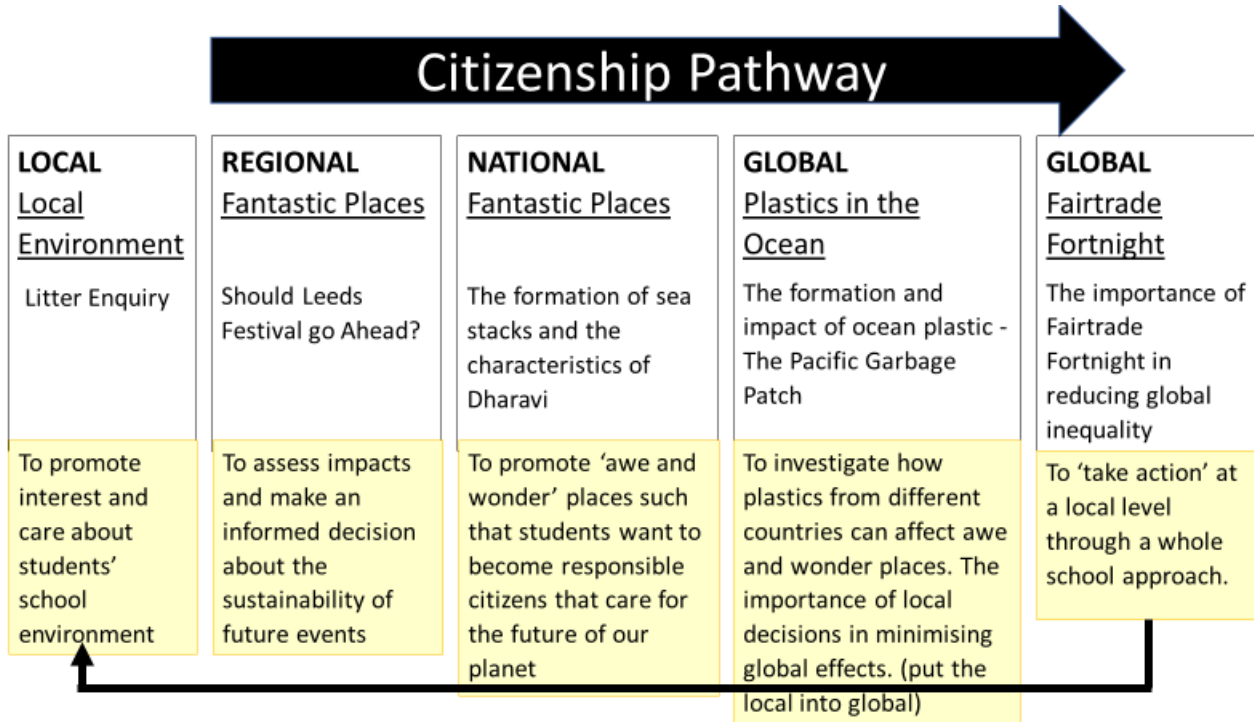 Citizenship Pathway
LOCAL
Local
Environment
Litter Enquiry
To promote
interest and
care about
students’
school
environment
REGIONAL
Fantastic Places
Should Leeds
Festival go Ahead?
To assess impacts
and make an
informed decision
about the
sustainability of
future events
NATIONAL
Fantastic Places
The formation of sea
stacks and the
characteristics of
Dharavi
To promote ‘awe and
wonder’ places such
that students want to
become responsible
citizens that care for
the future of our
planet
GLOBAL
Plastics in the
Ocean
The formation and
impact of ocean plastic -
The Pacific Garbage
Patch
To investigate how
plastics from different
countries can affect awe
and wonder places. The
importance of local
decisions in minimising
global effects. (put the
local into global)
GLOBAL
Fairtrade
Fortnight
The importance of
Fairtrade
Fortnight in
reducing global
inequality
To ‘take action’ at
a local level
through a whole
school approach.